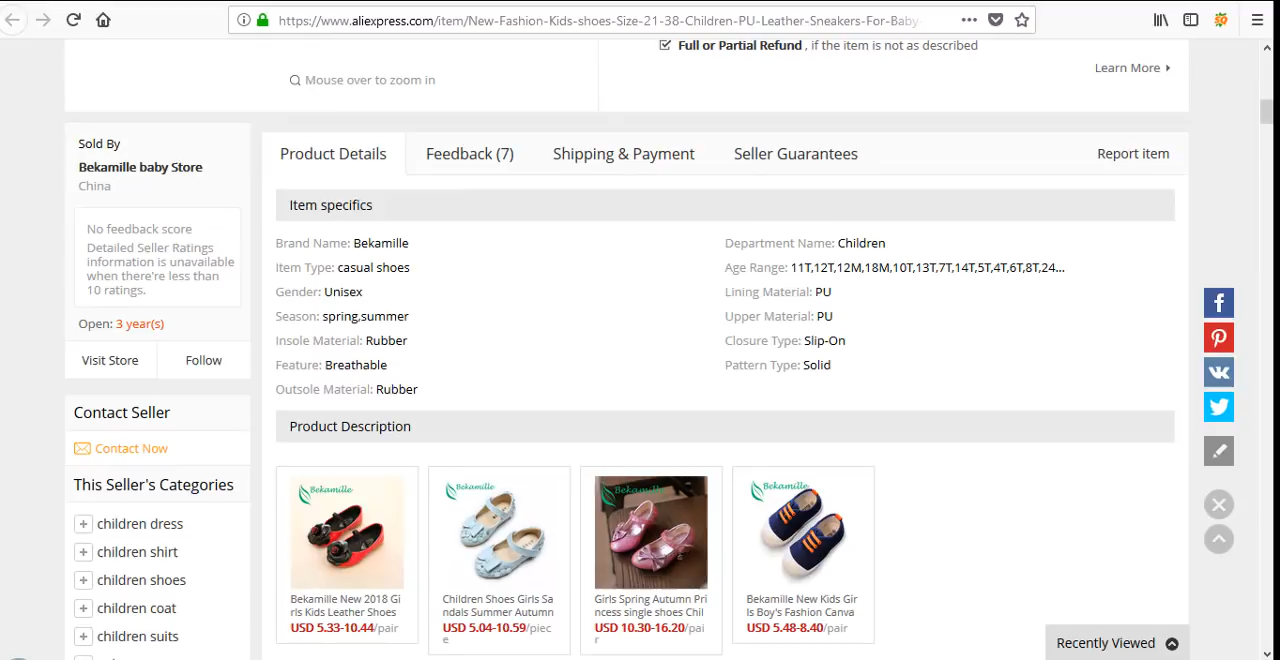 https://www.aliexpress.com/item/New-Fashion-Kids-shoes-Size-21-38-Children-PU-Leather-Sneakers-For-Baby-
Full or Partial Refund , if the item is not as described
Mouse over to zoom in
Learn More
Sold By
Bekamille baby Store
China
No feedback score
Detailed Seller Ratings
information is unavailable
when there're less than
10 ratings.
Open: 3 year(s)
Visit Store
Follow
Contact Seller
Contact Now
This Seller's Categories
children dress
children shirt
children shoes
children coat
children suits
Product Details
Feedback (7)
Shipping & Payment
Seller Guarantees
Report item
Item specifics
Brand Name: Bekamille
Department Name: Children
Item Type: casual shoes
Age Range: 11T,12T,12M,18M,10T,13T,7T,14T,5T,4T,6T,8T,24...
Gender: Unisex
Lining Material: PU
Season: spring,summer
Upper Material: PU
Insole Material: Rubber
Closure Type: Slip-On
Feature: Breathable
Pattern Type: Solid
Outsole Material: Rubber
Product Description
Bekamille
Bekamille New 2018 Gi
rls Kids Leather Shoes
USD 5.33-10.44/pair
Bekamille
Children Shoes Girls Sa
ndals Summer Autumn
USD 5.04-10.59/piec
e
Bekamille
Girls Spring Autumn Pri
ncess single shoes Chil
USD 10.30-16.20/pai
r
Bekamille
Bekamille New Kids Gir
ls Boy's Fashion Canva
USD 5.48-8.40/pair
Recently Viewed